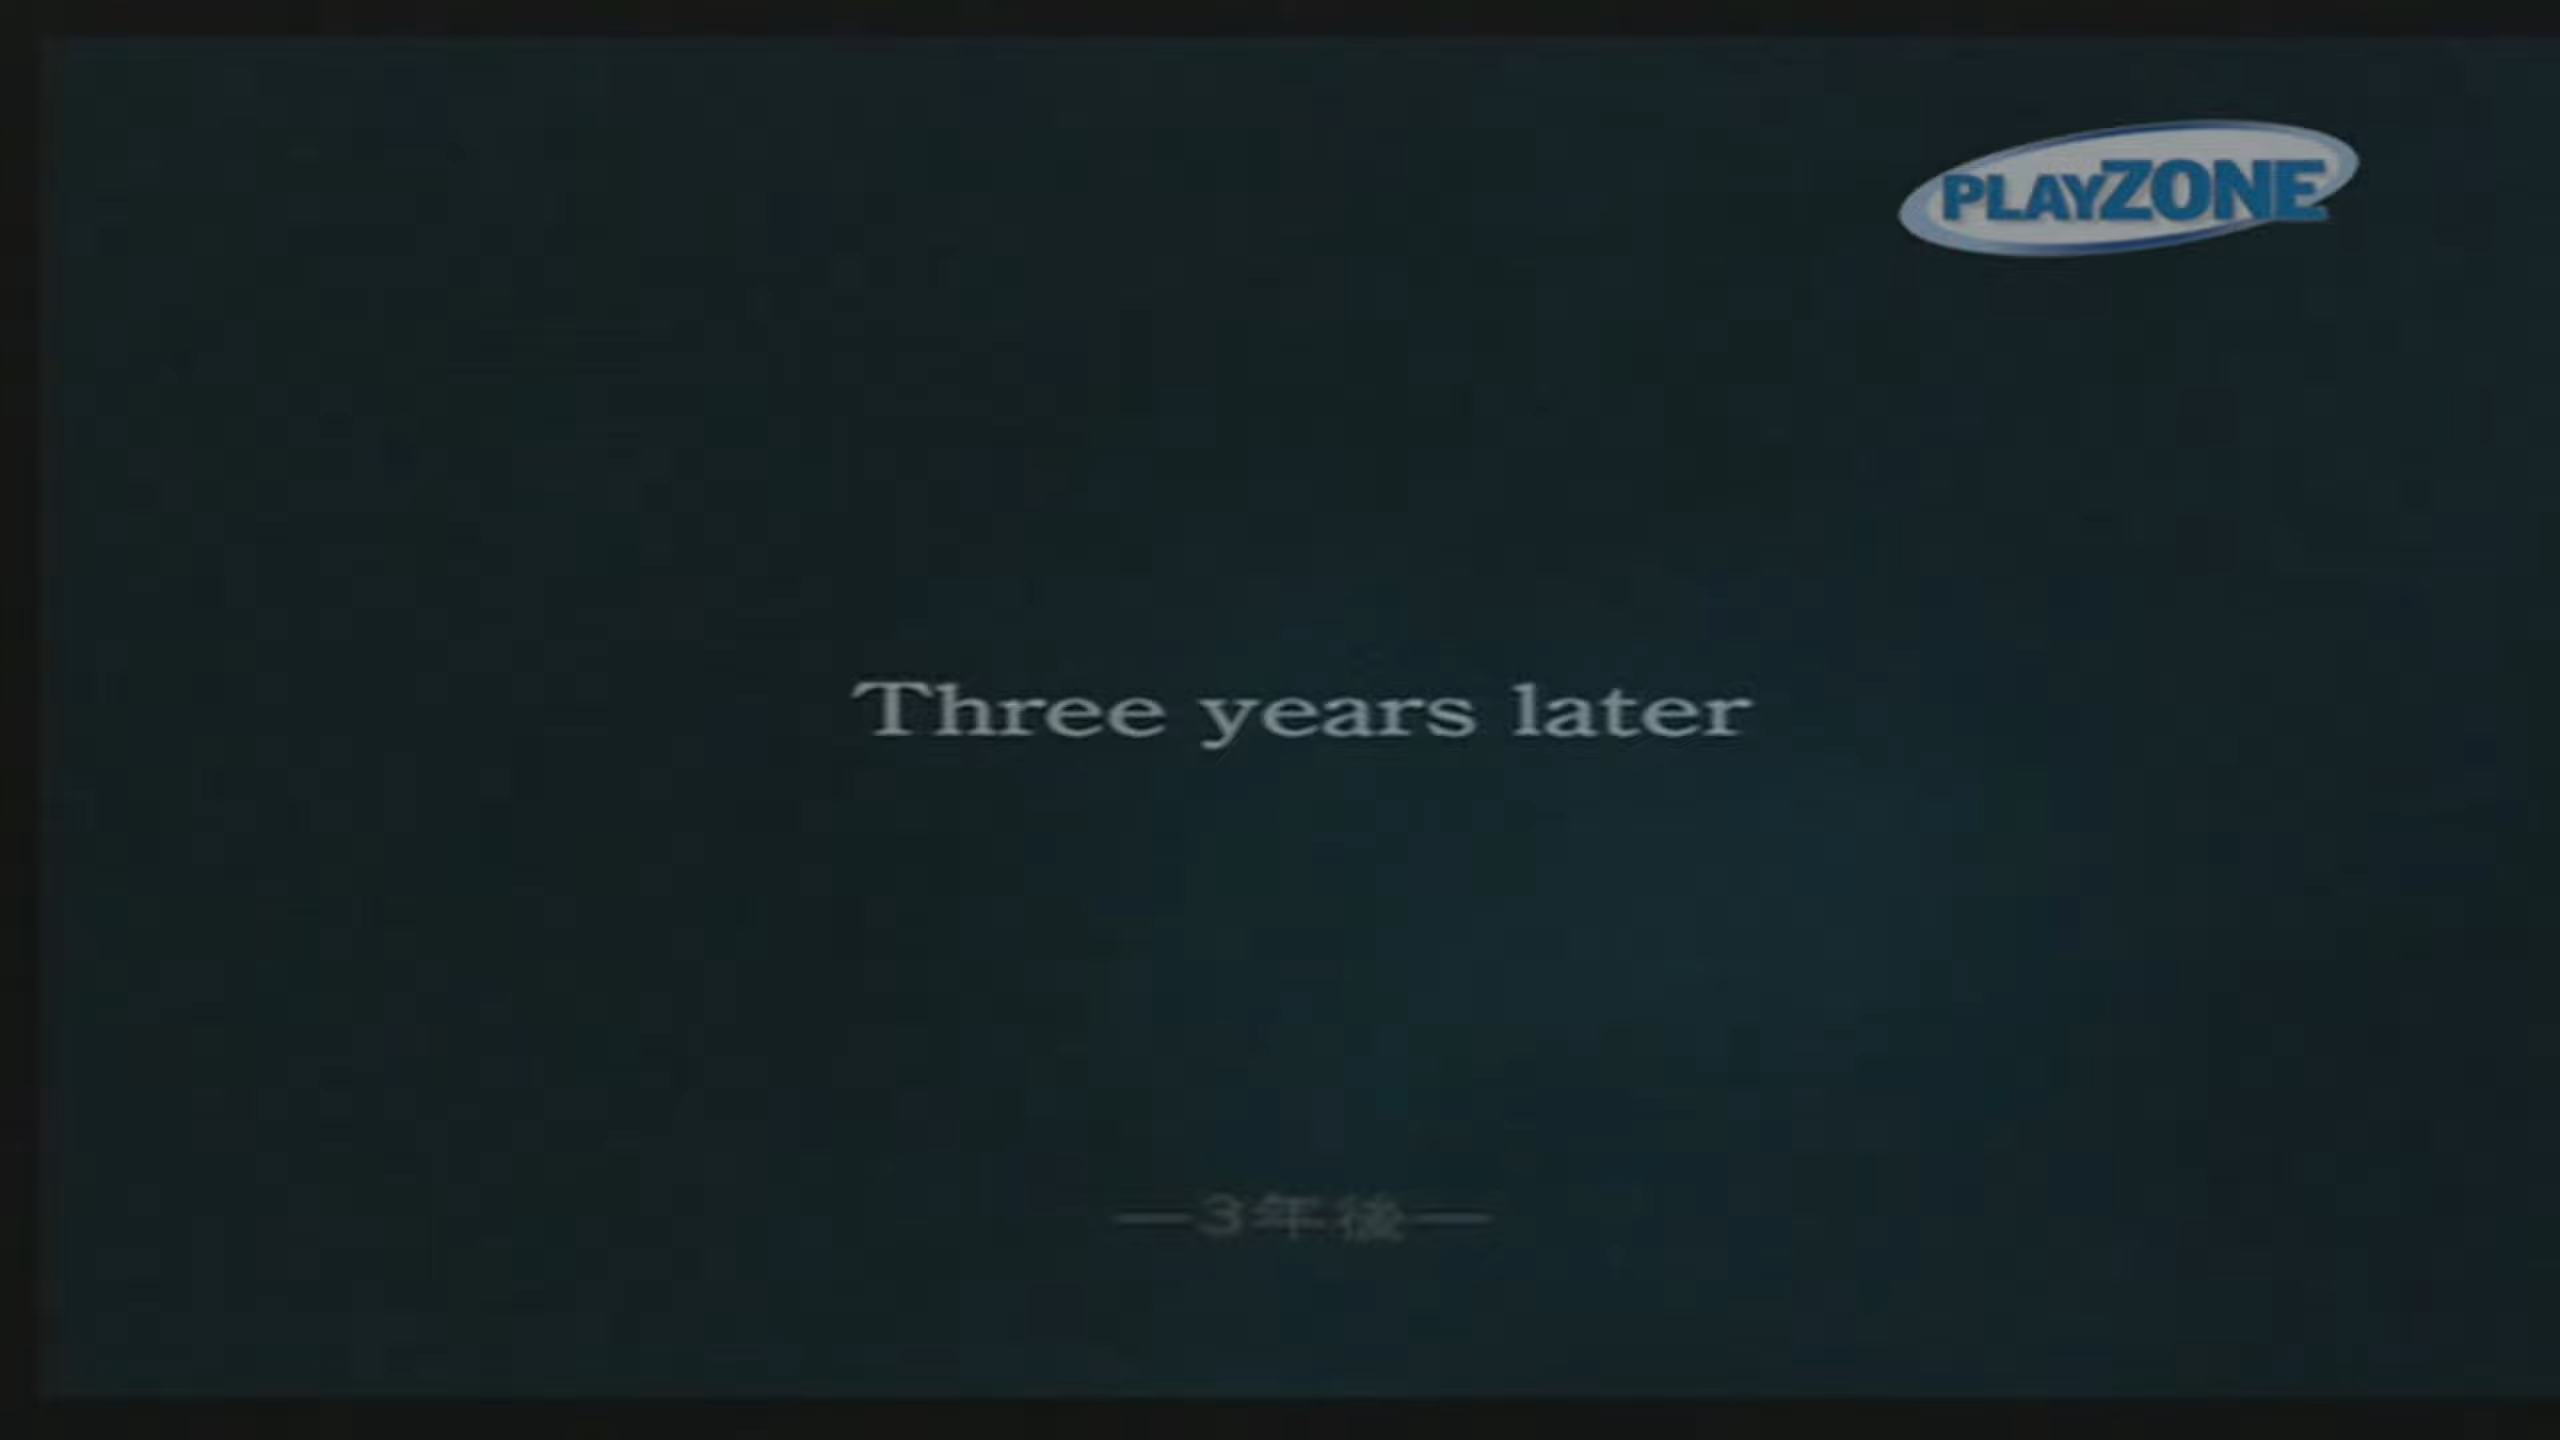 PLAYZONE
Three years later
—3年後—